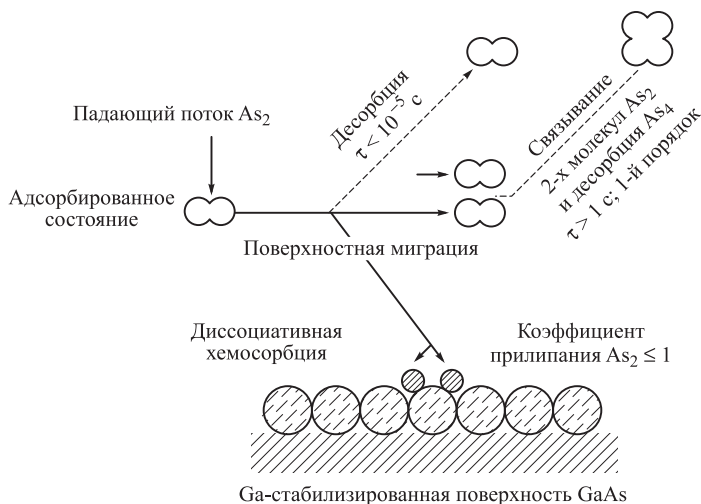 Падающий поток As₂
Адсорбированное
состояние
Десорбция
τ < 10⁻⁵ с
Связывание
2-х молекул As₂
и десорбция As₄
τ > 1 с; 1-й порядок
Поверхностная миграция
Диссоциативная
хемосорбция
Коэффициент
прилипания As₂ ≤ 1
Ga-стабилизированная поверхность GaAs